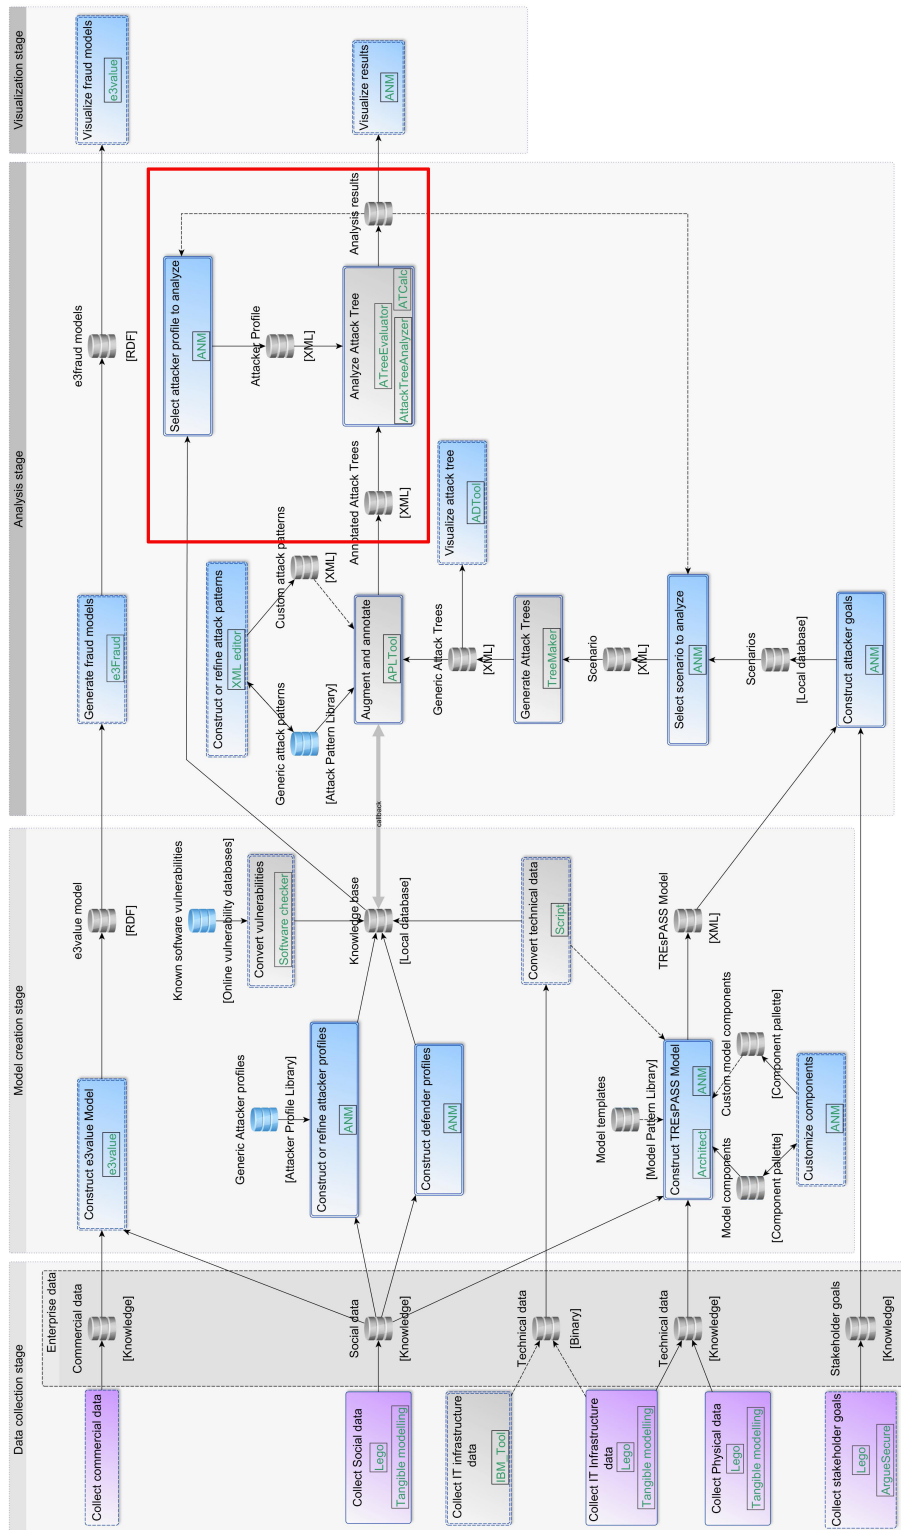 Data collection stage
Enterprise data
Collect commercial data
Commercial data
[Knowledge]
Collect Social data
Lego
Tangible modelling
Social data
[Knowledge]
Collect IT infrastructure
data
IBM_Tool
Technical data
[Binary]
Collect IT Infrastructure
data
Lego
Tangible modelling
Collect Physical data
Lego
Tangible modelling
Technical data
[Knowledge]
Collect stakeholder goals
Lego
ArgueSecure
Stakeholder goals
[Knowledge]
Model creation stage
Construct e3value Model
e3value
e3value model
[RDF]
Known software vulnerabilities
[Online vulnerability databases]
Convert vulnerabilities
Software checker
Generic Attacker profiles
[Attacker Profile Library]
Construct or refine attacker profiles
ANM
Knowledge base
[Local database]
Construct defender profiles
ANM
Convert technical data
Script
Model templates
[Model Pattern Library]
Construct TREsPASS Model
Architect
ANM
TREsPASS Model
[XML]
Model components
[Component pallette]
Custom model components
[Component pallette]
Customize components
ANM
Analysis stage
Generate fraud models
e3Fraud
e3fraud models
[RDF]
Select attacker profile to analyze
ANM
Attacker Profile
[XML]
Construct or refine attack patterns
XML editor
Generic attack patterns
[Attack Pattern Library]
Custom attack patterns
[XML]
callback
Augment and annotate
APLTool
Annotated Attack Trees
[XML]
Analyze Attack Tree
ATreeEvaluator
AttackTreeAnalyzer
ATCalc
Analysis results
Generic Attack Trees
[XML]
Visualize attack tree
ADTool
Generate Attack Trees
TreeMaker
Scenario
[XML]
Select scenario to analyze
ANM
Scenarios
[Local database]
Construct attacker goals
ANM
Visualization stage
Visualize fraud models
e3value
Visualize results
ANM